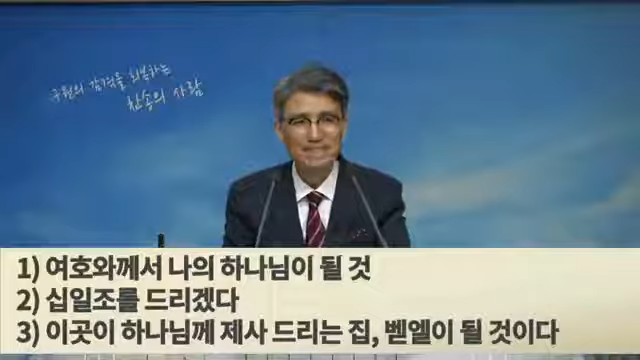 구원의 감격을 회복하는
찬송의 사람
1) 여호와께서 나의 하나님이 될 것
2) 십일조를 드리겠다
3) 이곳이 하나님께 제사 드리는 집, 벧엘이 될 것이다